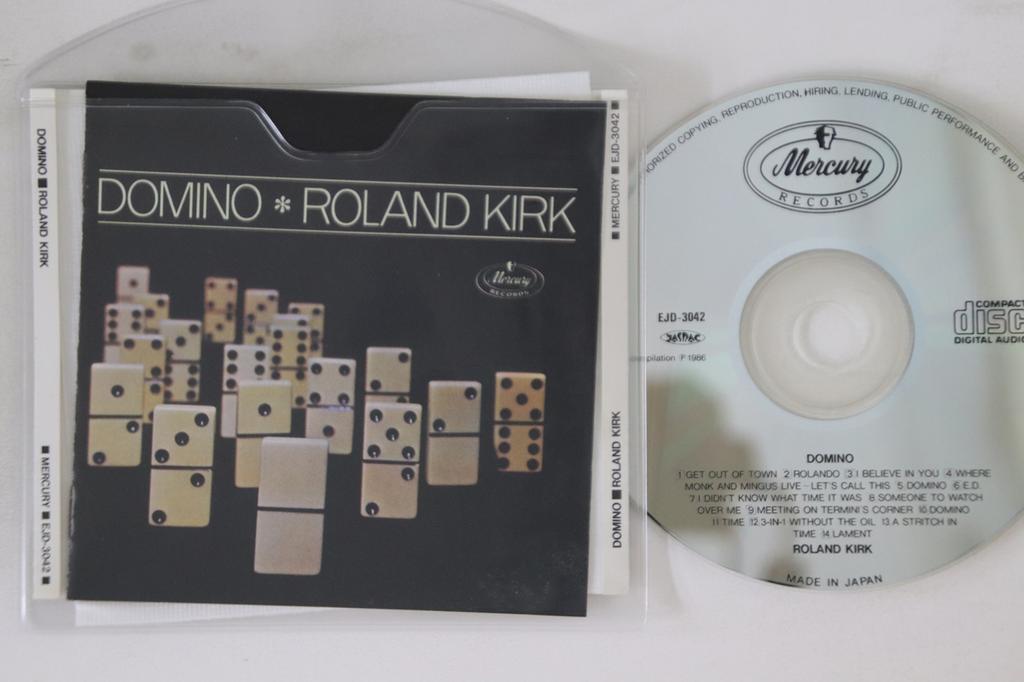 DOMINO ■ ROLAND KIRK
■ MERCURY ■ EJD-3042 ■
DOMINO * ROLAND KIRK
Mercury
RECORDS
■ MERCURY ■ EJD-3042 ■
DOMINO ■ ROLAND KIRK
ORIZED COPYING, REPRODUCTION, HIRING, LENDING, PUBLIC PERFORMANCE AND B
Mercury
RECORDS
EJD-3042
JASRAC
pilation Ⓟ 1986
COMPACT
disc
DIGITAL AUDIO
DOMINO
1 GET OUT OF TOWN 2 ROLANDO 3 I BELIEVE IN YOU 4 WHERE
MONK AND MINGUS LIVE–LET'S CALL THIS 5 DOMINO 6 E.D.
7 I DIDN'T KNOW WHAT TIME IT WAS 8 SOMEONE TO WATCH
OVER ME 9 MEETING ON TERMINI'S CORNER 10 DOMINO
11 TIME 12 3-IN-1 WITHOUT THE OIL 13 A STRITCH IN
TIME 14 LAMENT
ROLAND KIRK
MADE IN JAPAN